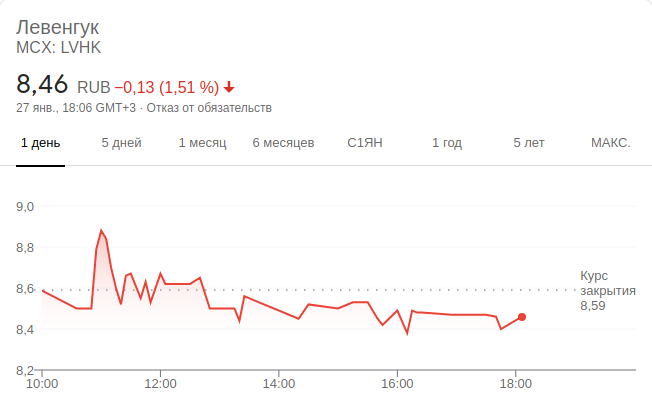 Левенгук
MCX: LVHK
8,46 RUB −0,13 (1,51 %)
27 янв., 18:06 GMT+3 · Отказ от обязательств
1 день 5 дней 1 месяц 6 месяцев С1ЯН 1 год 5 лет МАКС.
9,0
8,8
8,6
8,4
8,2
Курс
закрытия
8,59
10:00 12:00 14:00 16:00 18:00